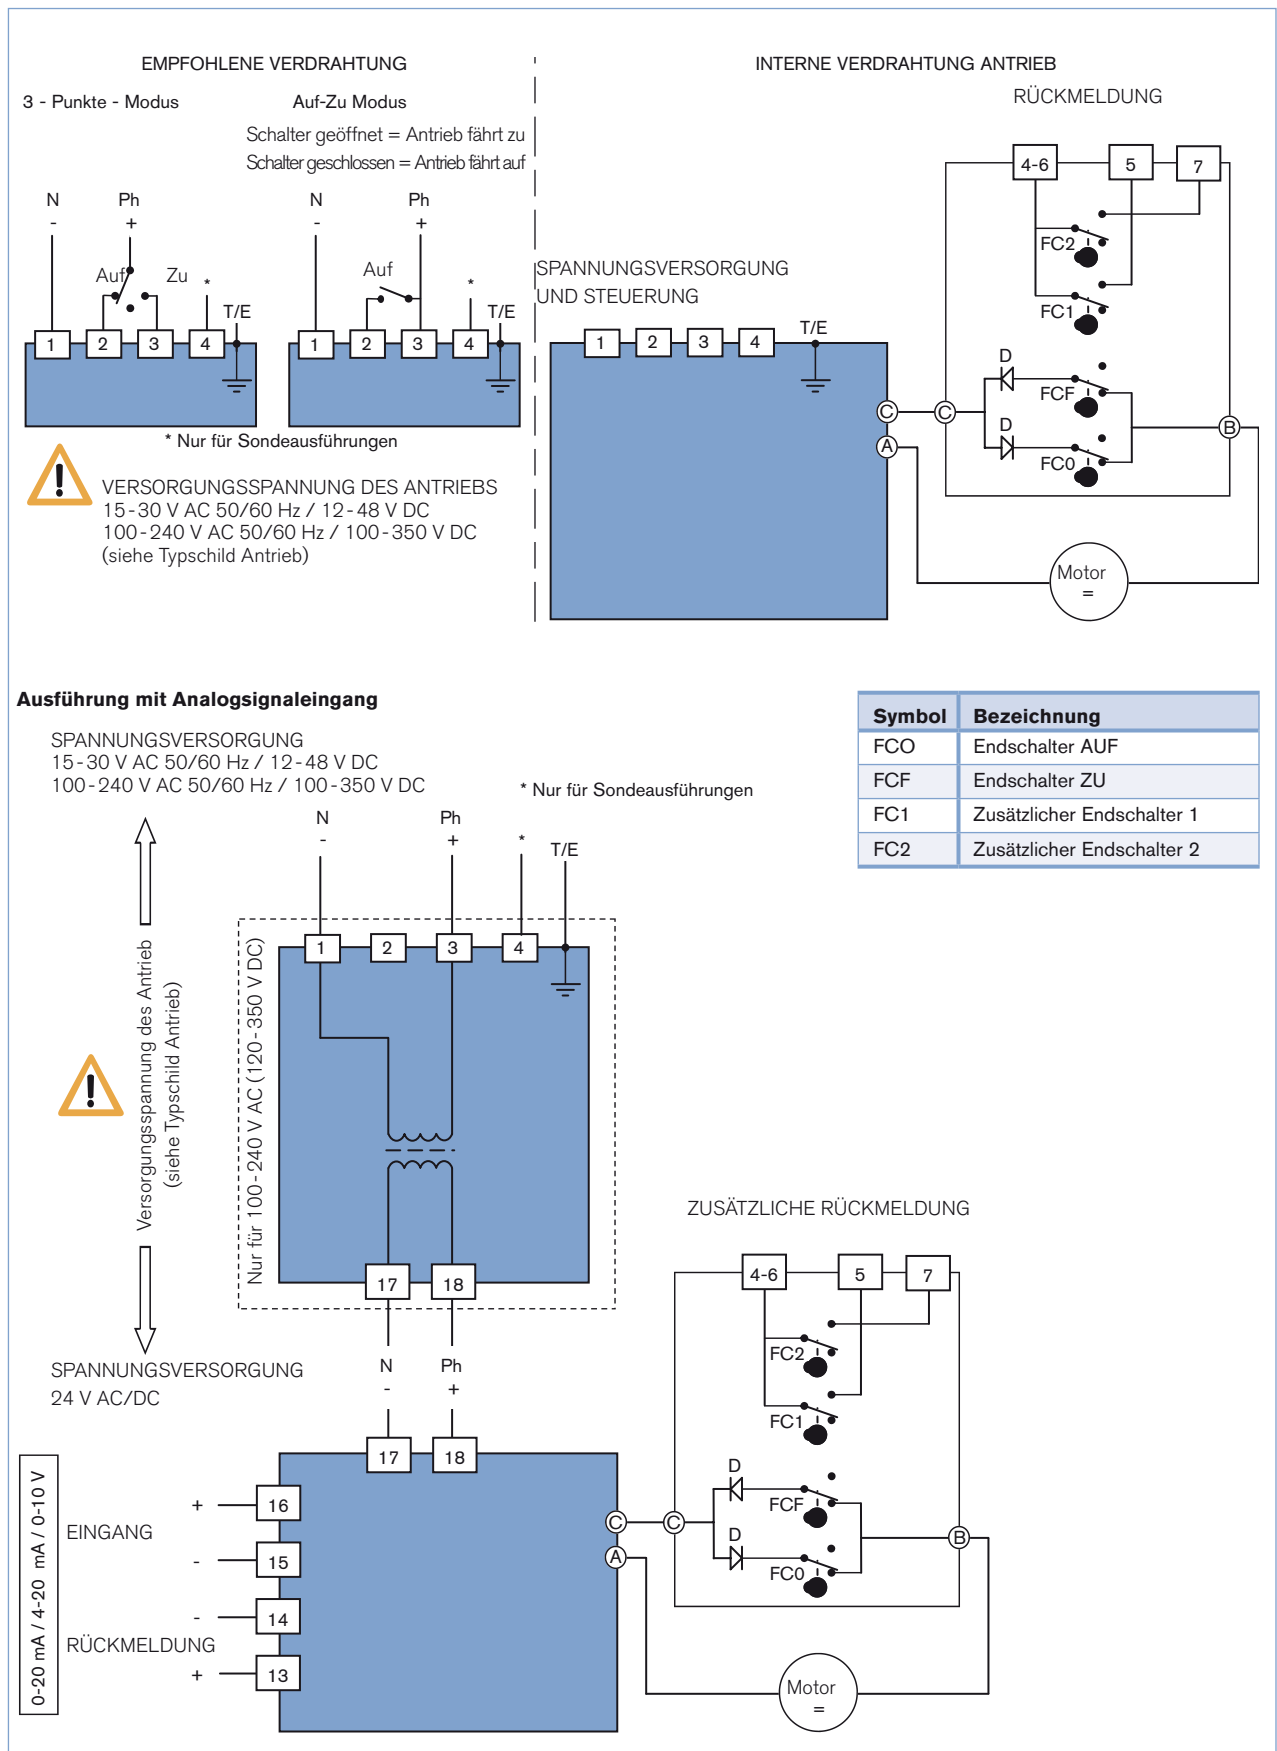 EMPFOHLENE VERDRAHTUNG
INTERNE VERDRAHTUNG ANTRIEB
3 - Punkte - Modus
Auf-Zu Modus
Schalter geöffnet = Antrieb fährt zu
Schalter geschlossen = Antrieb fährt auf
N
Ph
-
+
Auf
Zu
*
T/E
1
2
3
4
N
Ph
-
+
Auf
*
T/E
1
2
3
4
* Nur für Sondeausführungen
VERSORGUNGSSPANNUNG DES ANTRIEBS
15-30 V AC 50/60 Hz / 12-48 V DC
100-240 V AC 50/60 Hz / 100-350 V DC
(siehe Typschild Antrieb)
RÜCKMELDUNG
4-6
5
7
FC2
FC1
SPANNUNGSVERSORGUNG
UND STEUERUNG
1
2
3
4
T/E
D
FCF
C
C
D
FC0
A
B
Motor
=
Ausführung mit Analogsignaleingang
SPANNUNGSVERSORGUNG
15-30 V AC 50/60 Hz / 12-48 V DC
100-240 V AC 50/60 Hz / 100-350 V DC
* Nur für Sondeausführungen
Symbol Bezeichnung
FCO Endschalter AUF
FCF Endschalter ZU
FC1 Zusätzlicher Endschalter 1
FC2 Zusätzlicher Endschalter 2
N
Ph
-
+
*
T/E
1
2
3
4
Versorgungsspannung des Antrieb
(siehe Typschild Antrieb)
Nur für 100-240 V AC (120-350 V DC)
17
18
SPANNUNGSVERSORGUNG
24 V AC/DC
N
Ph
-
+
17
18
0-20 mA / 4-20 mA / 0-10 V
+
16
EINGANG
-
15
-
14
RÜCKMELDUNG
+
13
ZUSÄTZLICHE RÜCKMELDUNG
4-6
5
7
FC2
FC1
D
FCF
C
C
D
FC0
A
B
Motor
=